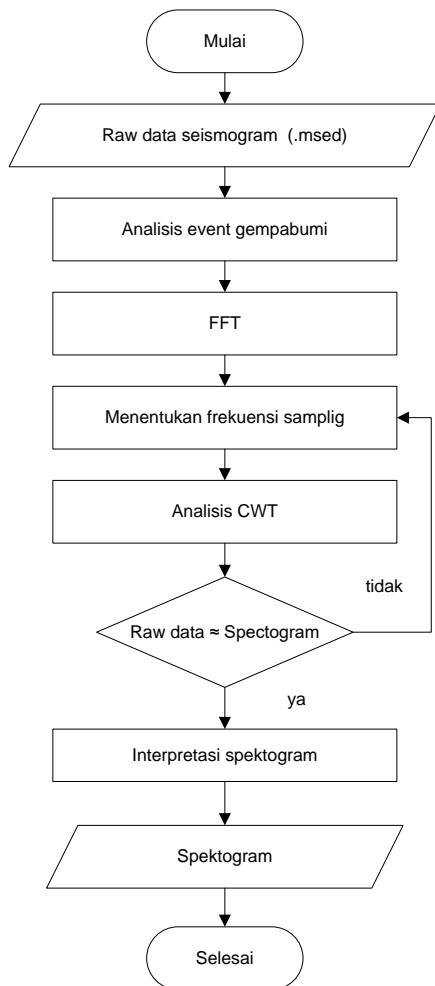 Mulai
Raw data seismogram (.msed)
Analisis event gempabumi
FFT
Menentukan frekuensi samplig
Analisis CWT
tidak
Raw data ≈ Spectogram
ya
Interpretasi spektogram
Spektogram
Selesai